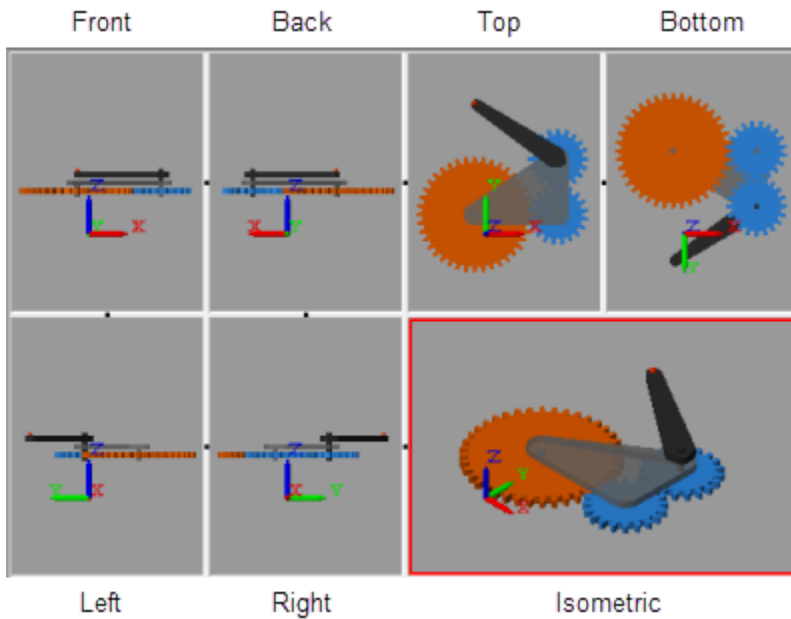 Front Back Top Bottom
Z Z Y Y
Y X X Y Z X Z X
Z Z Z Y
Y X X Y X
Left Right Isometric